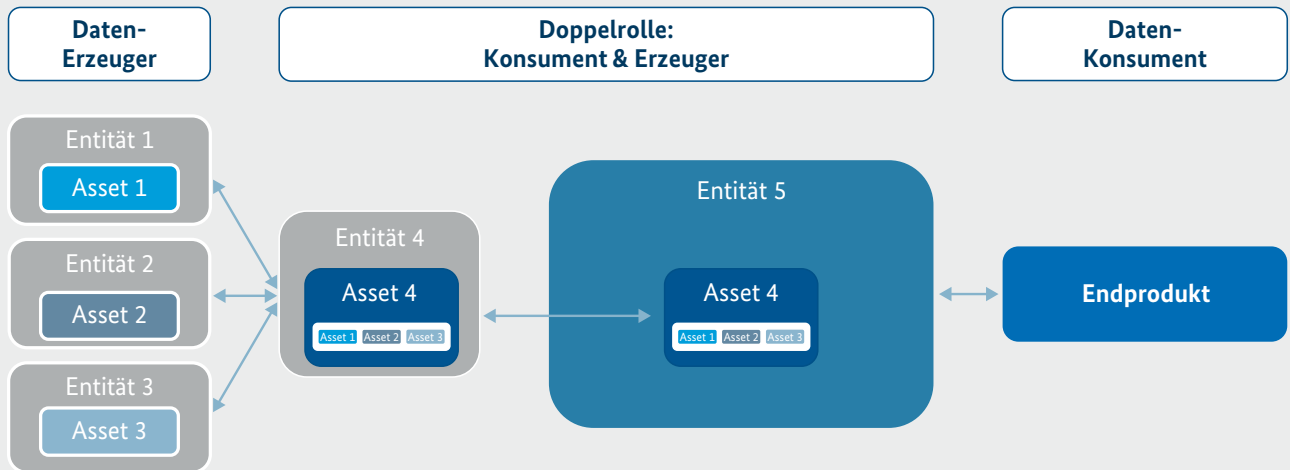 Daten-
Erzeuger
Doppelrolle:
Konsument & Erzeuger
Daten-
Konsument
Entität 1
Asset 1
Entität 2
Asset 2
Entität 3
Asset 3
Entität 4
Asset 4
Asset 1 Asset 2 Asset 3
Entität 5
Asset 4
Asset 1 Asset 2 Asset 3
Endprodukt